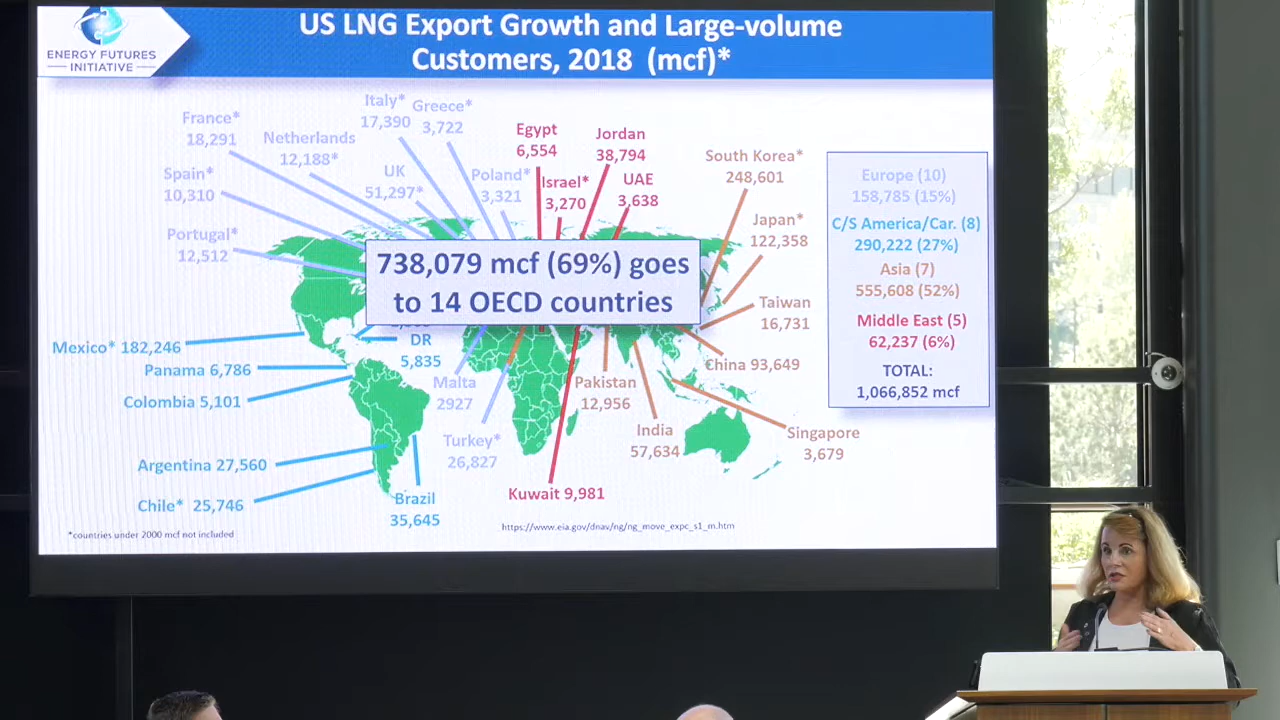 ENERGY FUTURES
INITIATIVE
US LNG Export Growth and Large-volume
Customers, 2018 (mcf)*
France*
18,291
Netherlands
12,188*
Italy*
17,390
Greece*
3,722
Spain*
10,310
UK
51,297*
Poland*
3,321
Portugal*
12,512
Egypt
6,554
Jordan
38,794
Israel*
3,270
UAE
3,638
South Korea*
248,601
Japan*
122,358
Taiwan
16,731
738,079 mcf (69%) goes
to 14 OECD countries
Europe (10)
158,785 (15%)
C/S America/Car. (8)
290,222 (27%)
Asia (7)
555,608 (52%)
Middle East (5)
62,237 (6%)
TOTAL:
1,066,852 mcf
Mexico* 182,246
Panama 6,786
Colombia 5,101
Argentina 27,560
Chile* 25,746
DR
5,835
Brazil
35,645
Malta
2927
Turkey*
26,827
Kuwait 9,981
Pakistan
12,956
India
57,634
China 93,649
Singapore
3,679
*countries under 2000 mcf not included
https://www.eia.gov/dnav/ng/ng_move_expc_s1_m.htm